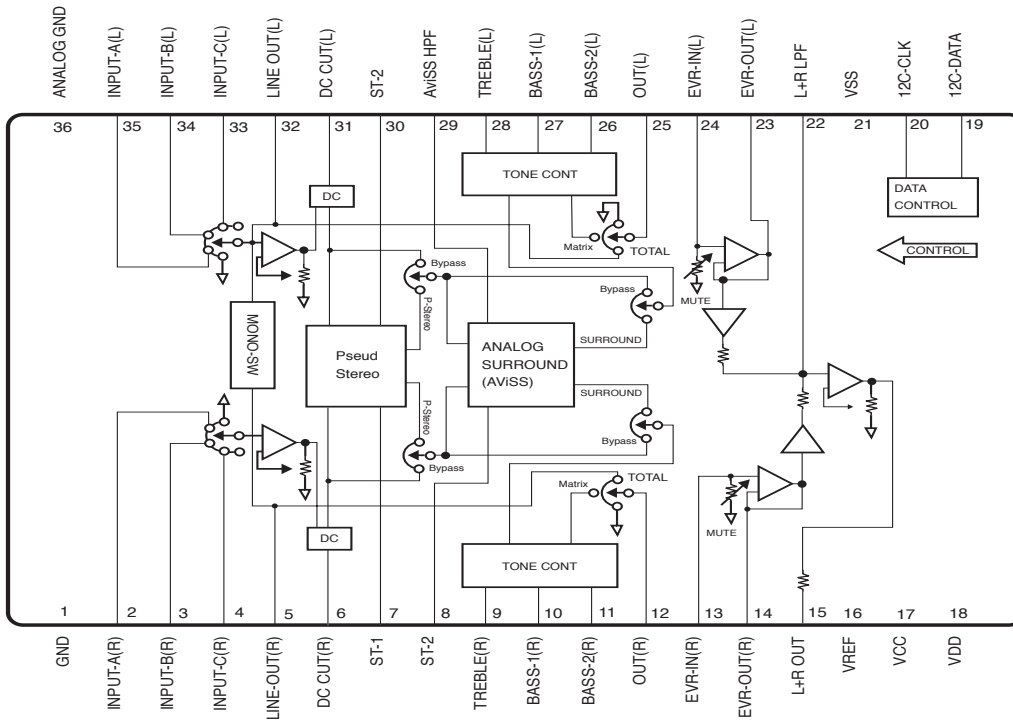 ANALOG GND
INPUT-A(L)
INPUT-B(L)
INPUT-C(L)
LINE OUT(L)
DC CUT(L)
ST-2
AviSS HPF
TREBLE(L)
BASS-1(L)
BASS-2(L)
OUT(L)
EVR-IN(L)
EVR-OUT(L)
L+R LPF
VSS
12C-CLK
12C-DATA
36 35 34 33 32 31 30 29 28 27 26 25 24 23 22 21 20 19
TONE CONT
DC
DATA
CONTROL
Matrix
TOTAL
CONTROL
Bypass
Bypass
MUTE
P-Stereo
MONO-SW
Pseud
Stereo
ANALOG
SURROUND
(AViSS)
SURROUND
SURROUND
P-Stereo
Bypass
Bypass
Matrix
TOTAL
MUTE
DC
TONE CONT
1 2 3 4 5 6 7 8 9 10 11 12 13 14 15 16 17 18
GND
INPUT-A(R)
INPUT-B(R)
INPUT-C(R)
LINE-OUT(R)
DC CUT(R)
ST-1
ST-2
TREBLE(R)
BASS-1(R)
BASS-2(R)
OUT(R)
EVR-IN(R)
EVR-OUT(R)
L+R OUT
VREF
VCC
VDD